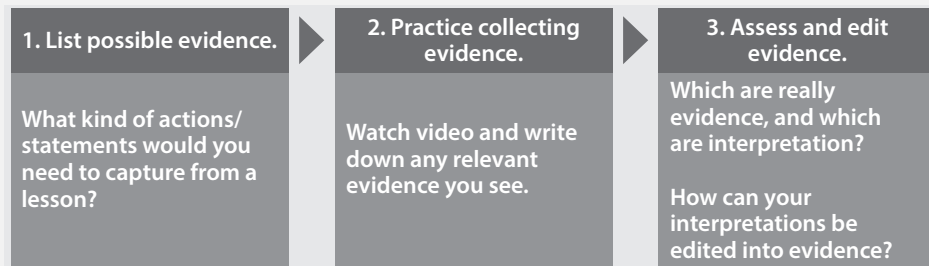 1. List possible evidence.
What kind of actions/
statements would you
need to capture from a
lesson?
2. Practice collecting
evidence.
Watch video and write
down any relevant
evidence you see.
3. Assess and edit
evidence.
Which are really
evidence, and which
are interpretation?
How can your
interpretations be
edited into evidence?